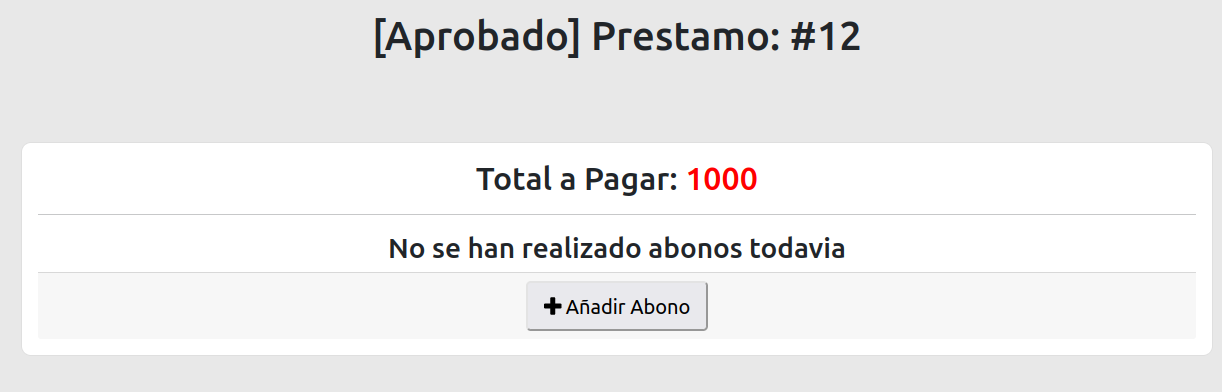 [Aprobado] Prestamo: #12
Total a Pagar: 1000
No se han realizado abonos todavia
Añadir Abono